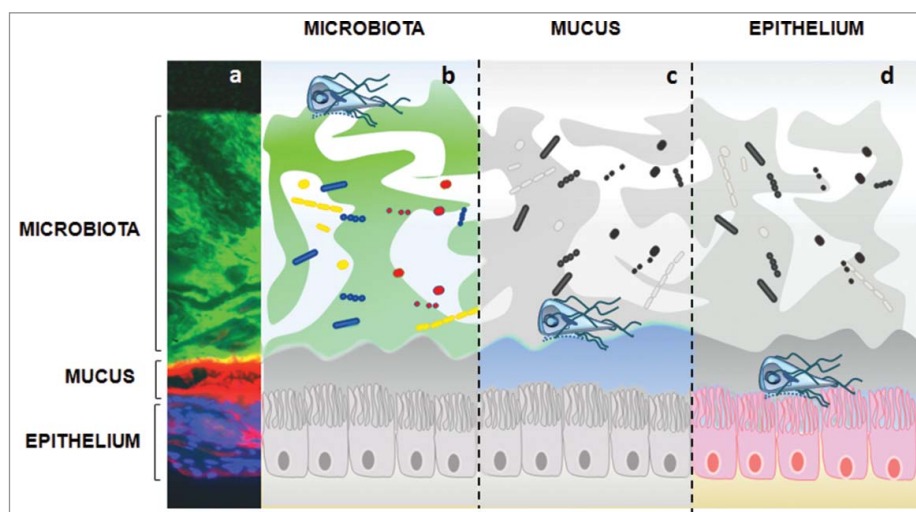 MICROBIOTA MUCUS EPITHELIUM
a b c d
MICROBIOTA
MUCUS
EPITHELIUM